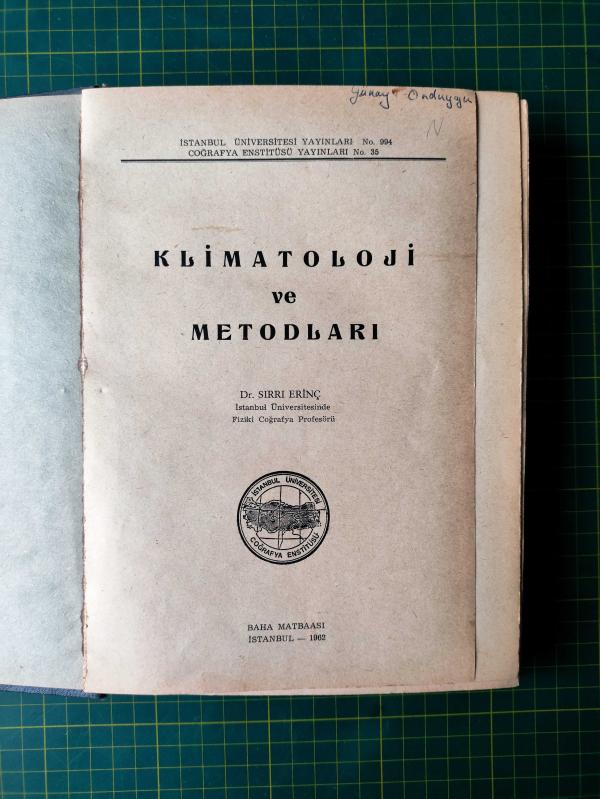 Günay Onduygu
N
İSTANBUL ÜNİVERSİTESİ YAYINLARI No. 994
COĞRAFYA ENSTİTÜSÜ YAYINLARI No. 35
KLİMATOLOJİ
ve
METODLARI
Dr. SIRRI ERİNÇ
İstanbul Üniversitesinde
Fiziki Coğrafya Profesörü
İSTANBUL ÜNİVERSİTESİ
COĞRAFYA ENSTİTÜSÜ
BAHA MATBAASI
İSTANBUL — 1962